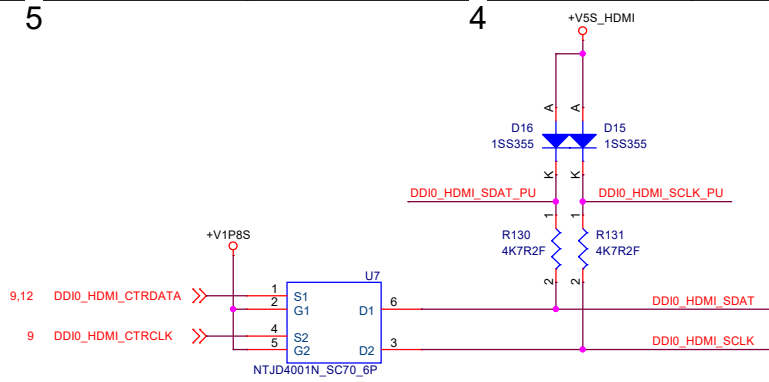 5
4
+V5S_HDMI
A
A
D16
D15
1SS355
1SS355
K
K
DDI0_HDMI_SDAT_PU
DDI0_HDMI_SCLK_PU
1
1
R130
R131
4K7R2F
4K7R2F
2
2
+V1P8S
U7
9,12 DDI0_HDMI_CTRDATA
1
S1
2
G1
D1
6
DDI0_HDMI_SDAT
9 DDI0_HDMI_CTRCLK
4
S2
5
G2
D2
3
DDI0_HDMI_SCLK
NTJD4001N_SC70_6P